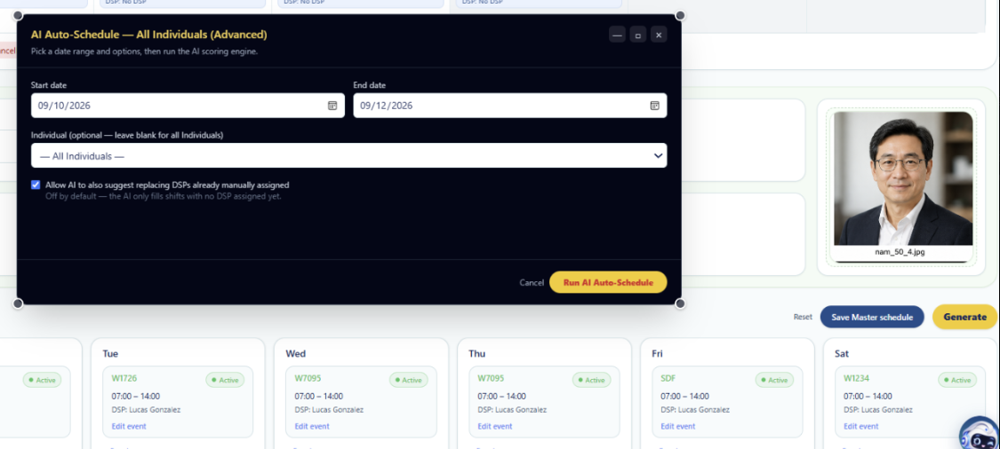 DSP: No DSP
DSP: No DSP
DSP: No DSP
DSP: No DSP
AI Auto-Schedule — All Individuals (Advanced)
Pick a date range and options, then run the AI scoring engine.
Start date
End date
09/10/2026
09/12/2026
Individual (optional — leave blank for all Individuals)
— All Individuals —
Allow AI to also suggest replacing DSPs already manually assigned
Off by default — the AI only fills shifts with no DSP assigned yet.
Cancel
Run AI Auto-Schedule
nam_50_4.jpg
Reset
Save Master schedule
Generate
Active
Tue
W1726
Active
07:00 – 14:00
DSP: Lucas Gonzalez
Edit event
Wed
W7095
Active
07:00 – 14:00
DSP: Lucas Gonzalez
Edit event
Thu
W7095
Active
07:00 – 14:00
DSP: Lucas Gonzalez
Edit event
Fri
SDF
Active
07:00 – 14:00
DSP: Lucas Gonzalez
Edit event
Sat
W1234
Active
07:00 – 14:00
DSP: Lucas Gonzalez
Edit event